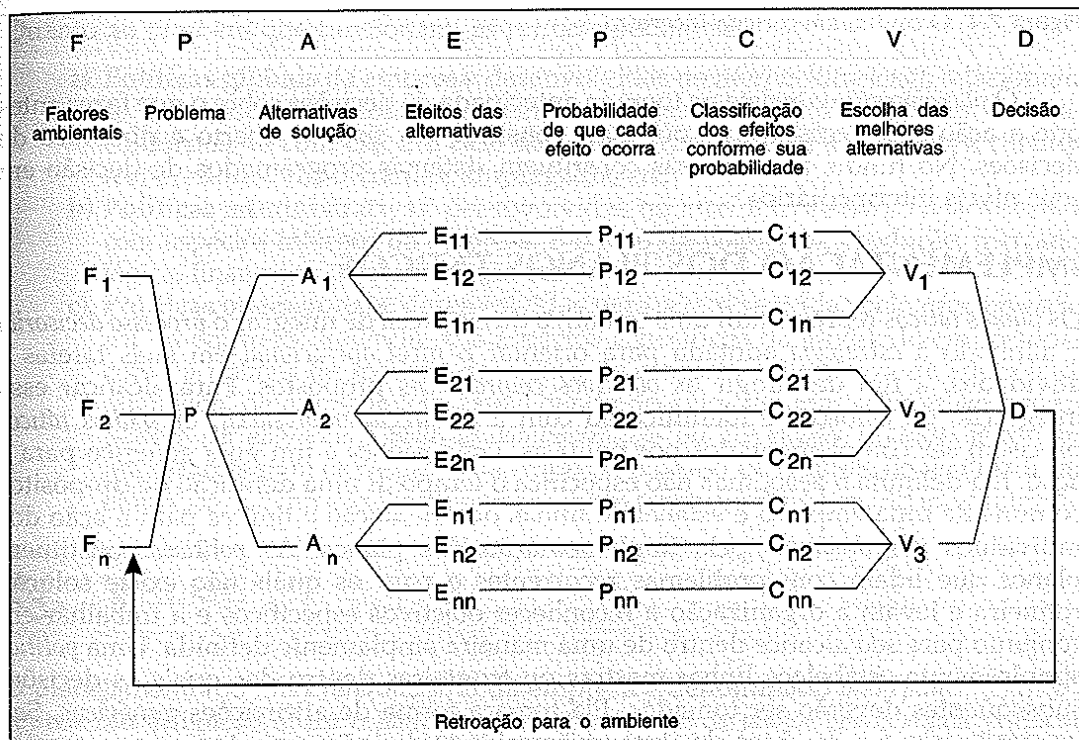 F P A E P C V D
Fatores Problema Alternativas Efeitos das Probabilidade Classificação Escolha das Decisão
ambientais de solução alternativas de que cada dos efeitos melhores
efeito ocorra conforme sua alternativas
probabilidade
E11 P11 C11
F1 A1 E12 P12 C12 V1
E1n P1n C1n
E21 P21 C21
F2 P A2 E22 P22 C22 V2 D
E2n P2n C2n
En1 Pn1 Cn1
Fn An En2 Pn2 Cn2 V3
Enn Pnn Cnn
Retroação para o ambiente